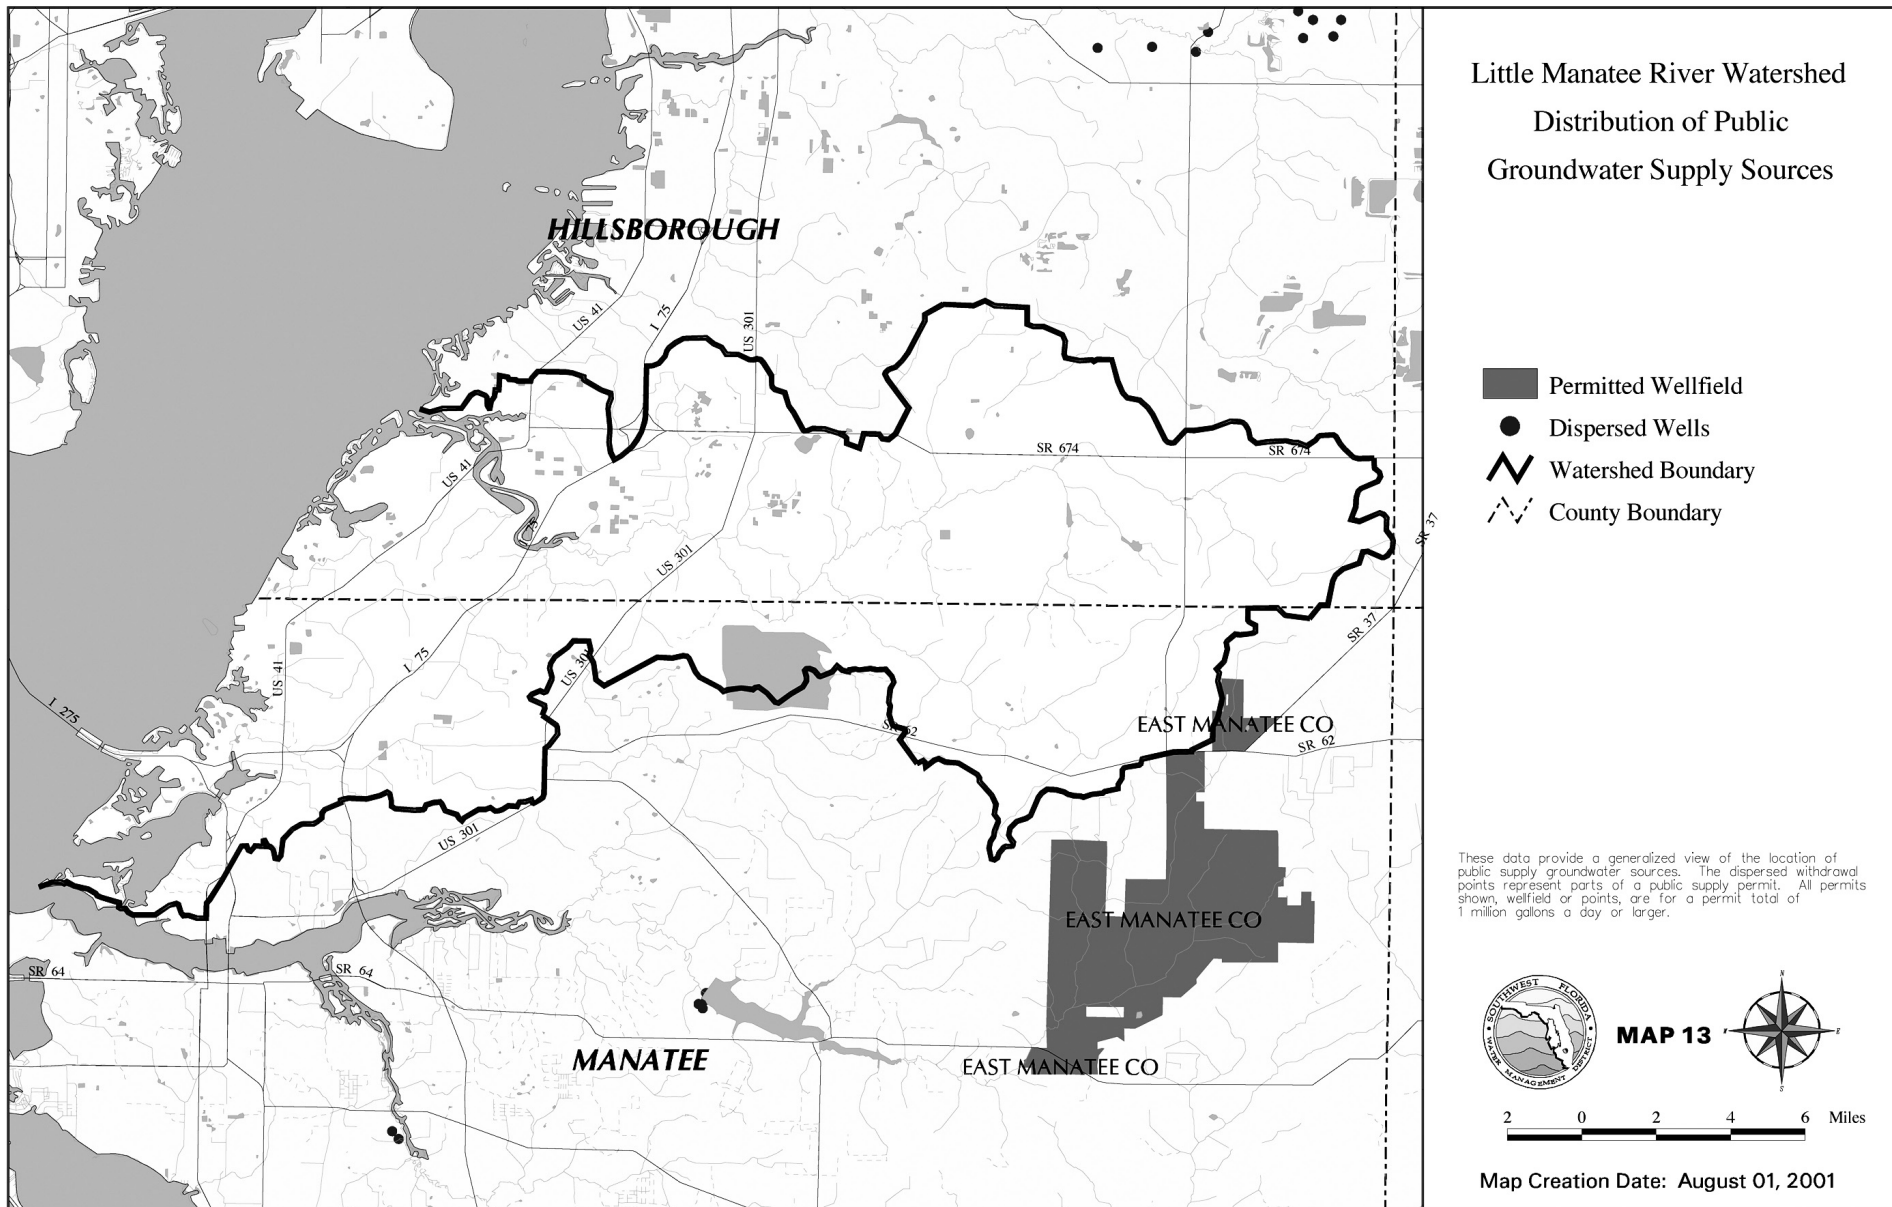 Little Manatee River Watershed
Distribution of Public
Groundwater Supply Sources
Permitted Wellfield
Dispersed Wells
Watershed Boundary
County Boundary
HILLSBOROUGH
US 41
I 75
US 301
SR 674
SR 674
US 41
75
US 301
SR 37
SR 37
US 41
I 75
US 301
I 275
SR 62
EAST MANATEE CO
SR 62
US 301
EAST MANATEE CO
SR 64
SR 64
MANATEE
EAST MANATEE CO
These data provide a generalized view of the location of
public supply groundwater sources. The dispersed withdrawal
points represent parts of a public supply permit. All permits
shown, wellfield or points, are for a permit total of
1 million gallons a day or larger.
SOUTHWEST FLORIDA
WATER MANAGEMENT DISTRICT
MAP 13
N
E
S
2 0 2 4 6 Miles
Map Creation Date: August 01, 2001